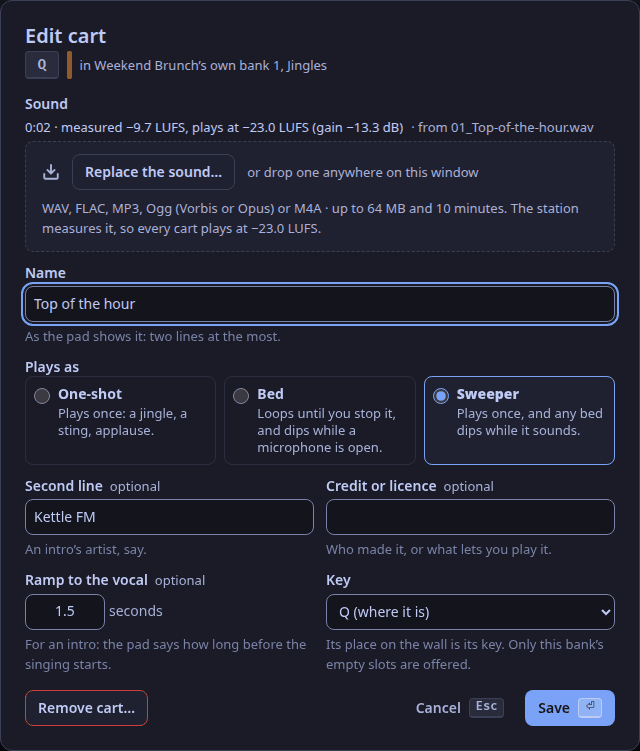 Edit cart
Q in Weekend Brunch’s own bank 1, Jingles
Sound
0:02 · measured −9.7 LUFS, plays at −23.0 LUFS (gain −13.3 dB) · from 01_Top-of-the-hour.wav
Replace the sound… or drop one anywhere on this window
WAV, FLAC, MP3, Ogg (Vorbis or Opus) or M4A · up to 64 MB and 10 minutes. The station
measures it, so every cart plays at −23.0 LUFS.
Name
Top of the hour
As the pad shows it: two lines at the most.
Plays as
One-shot
Plays once: a jingle, a
sting, applause.
Bed
Loops until you stop it,
and dips while a
microphone is open.
Sweeper
Plays once, and any bed
dips while it sounds.
Second line optional
Kettle FM
An intro’s artist, say.
Credit or licence optional
Who made it, or what lets you play it.
Ramp to the vocal optional
1.5 seconds
For an intro: the pad says how long before the
singing starts.
Key
Q (where it is)
Its place on the wall is its key. Only this bank’s
empty slots are offered.
Remove cart…
Cancel Esc
Save ⏎